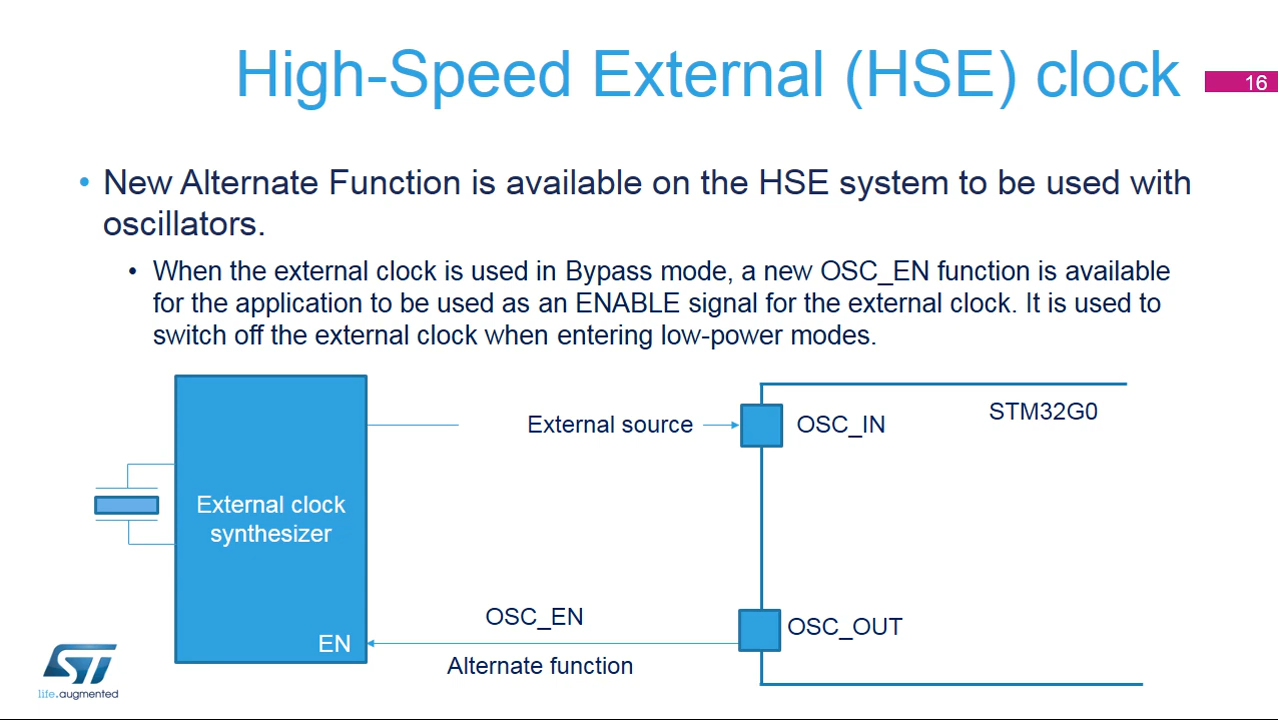 High-Speed External (HSE) clock
16
• New Alternate Function is available on the HSE system to be used with
oscillators.
• When the external clock is used in Bypass mode, a new OSC_EN function is available
for the application to be used as an ENABLE signal for the external clock. It is used to
switch off the external clock when entering low-power modes.
STM32G0
External source
OSC_IN
External clock
synthesizer
OSC_EN
OSC_OUT
EN
Alternate function
ST
life.augmented